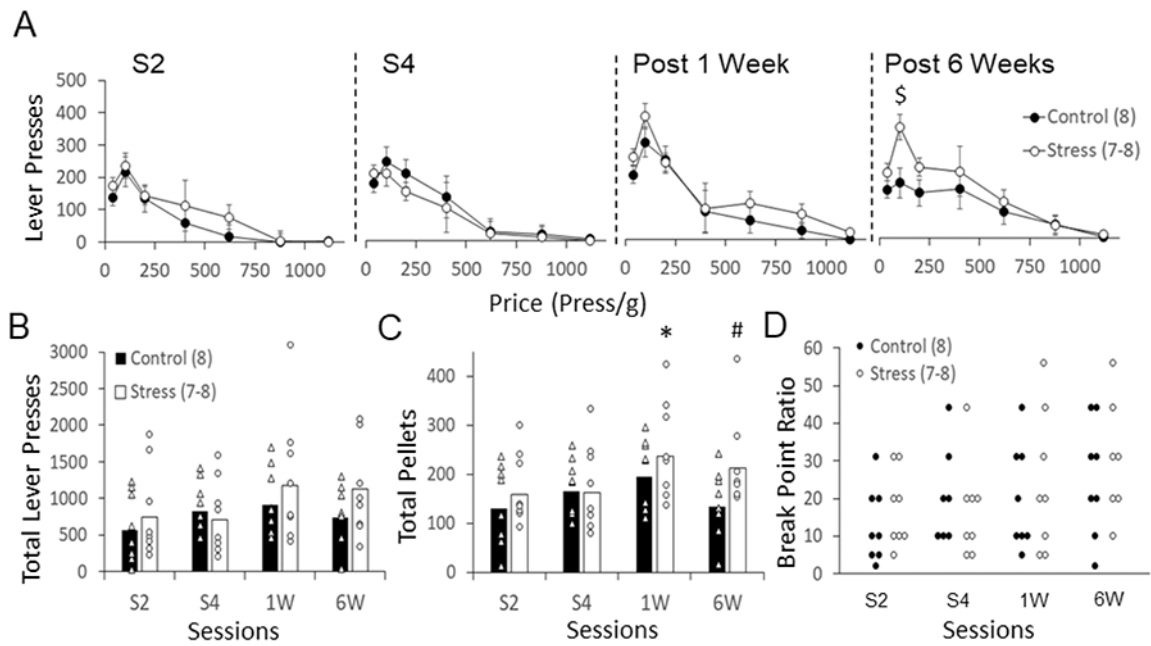 A
S2
S4
Post 1 Week
Post 6 Weeks
$
Control (8)
Stress (7-8)
Lever Presses
500
400
300
200
100
0
0 250 500 750 1000
0 250 500 750 1000
0 250 500 750 1000
0 250 500 750 1000
Price (Press/g)
B
Control (8)
Stress (7-8)
Total Lever Presses
3000
2500
2000
1500
1000
500
0
S2 S4 1W 6W
Sessions
C
* #
Total Pellets
400
300
200
100
0
S2 S4 1W 6W
Sessions
D
Control (8)
Stress (7-8)
Break Point Ratio
60
50
40
30
20
10
0
S2 S4 1W 6W
Sessions